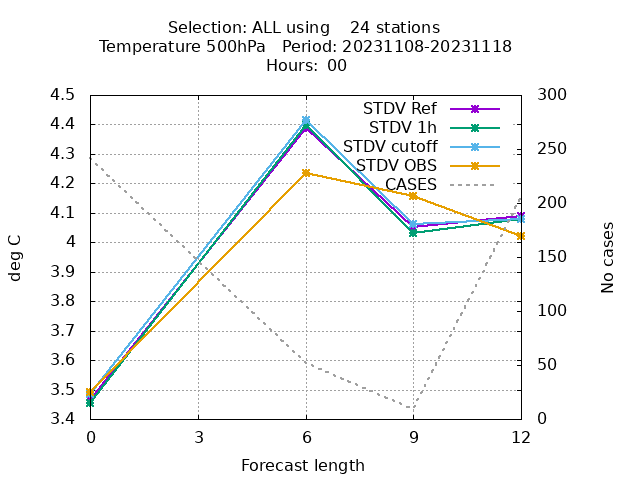 Selection: ALL using    24 stations
Temperature 500hPa   Period: 20231108-20231118
Hours:  00
4.5
4.4
4.3
4.2
4.1
4
3.9
3.8
3.7
3.6
3.5
3.4
deg C
STDV Ref
STDV 1h
STDV cutoff
STDV OBS
CASES
300
250
200
150
100
50
0
No cases
0 3 6 9 12
Forecast length